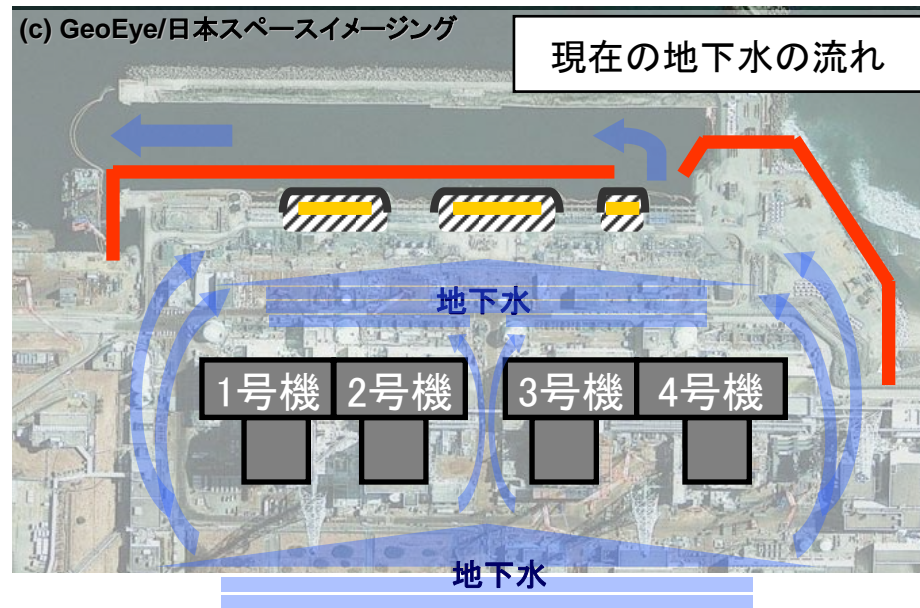 (c) GeoEye/日本スペースイメージング
現在の地下水の流れ
地下水
1号機
2号機
3号機
4号機
地下水